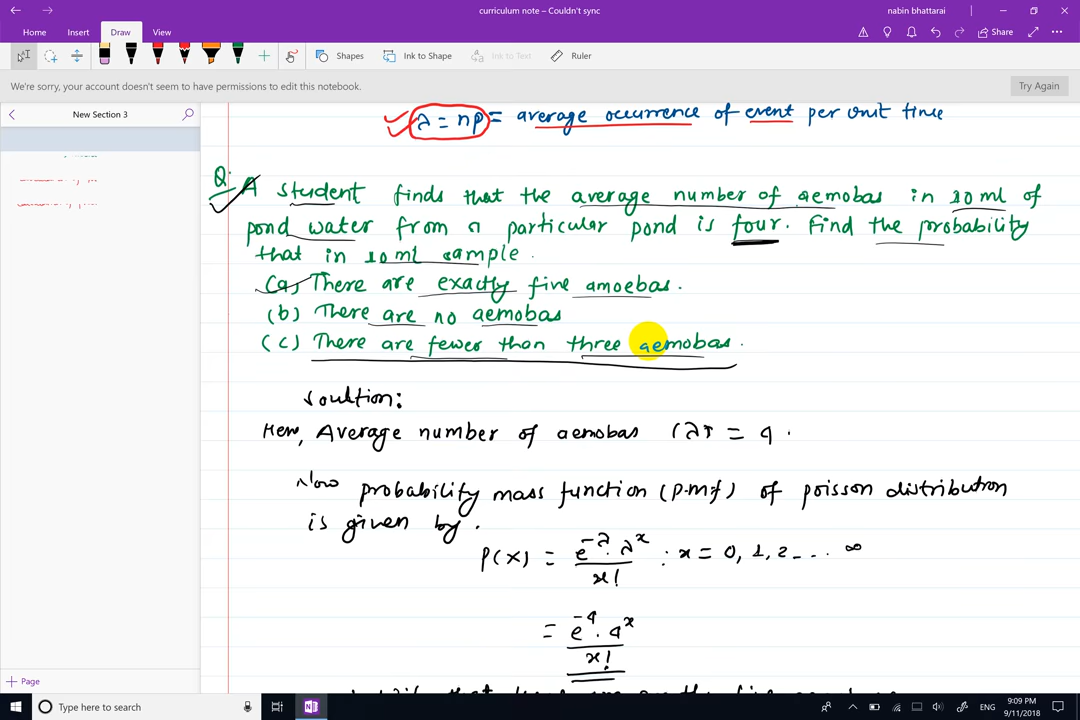 curriculum note - Couldn't sync
nabin bhattarai
Home Insert Draw View
Share
Shapes Ink to Shape Ink to Text Ruler
We're sorry, your account doesn't seem to have permissions to edit this notebook.
Try Again
New Section 3
λ = np = average occurrence of event per unit time
Q: A student finds that the average number of aemobas in 10 ml of
pond water from a particular pond is four. Find the probability
that in 10 ml sample.
(a) There are exactly five amoebas.
(b) There are no aemobas
(c) There are fewer than three aemobas.
soultion:
Here, Average number of aemobas (λ) = 4.
Now probability mass function (p.m.f) of poisson distribution
is given by.
P(X) = e^-λ . λ^x / x! : x = 0, 1, 2 - ... ∞
= e^-4 . 4^x / x!
+ Page
Type here to search
ENG
9:09 PM
9/11/2018